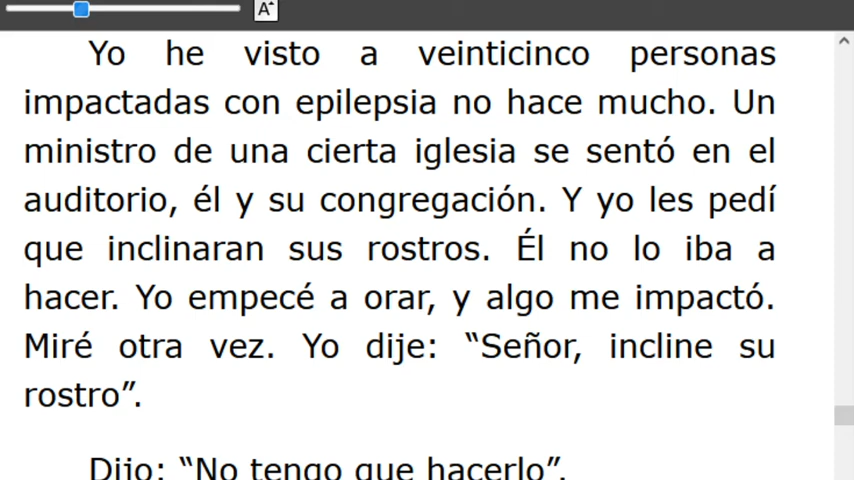 A
Yo he visto a veinticinco personas
impactadas con epilepsia no hace mucho. Un
ministro de una cierta iglesia se sentó en el
auditorio, él y su congregación. Y yo les pedí
que inclinaran sus rostros. Él no lo iba a
hacer. Yo empecé a orar, y algo me impactó.
Miré otra vez. Yo dije: “Señor, incline su
rostro”.
Dijo: “No tengo que hacerlo”.